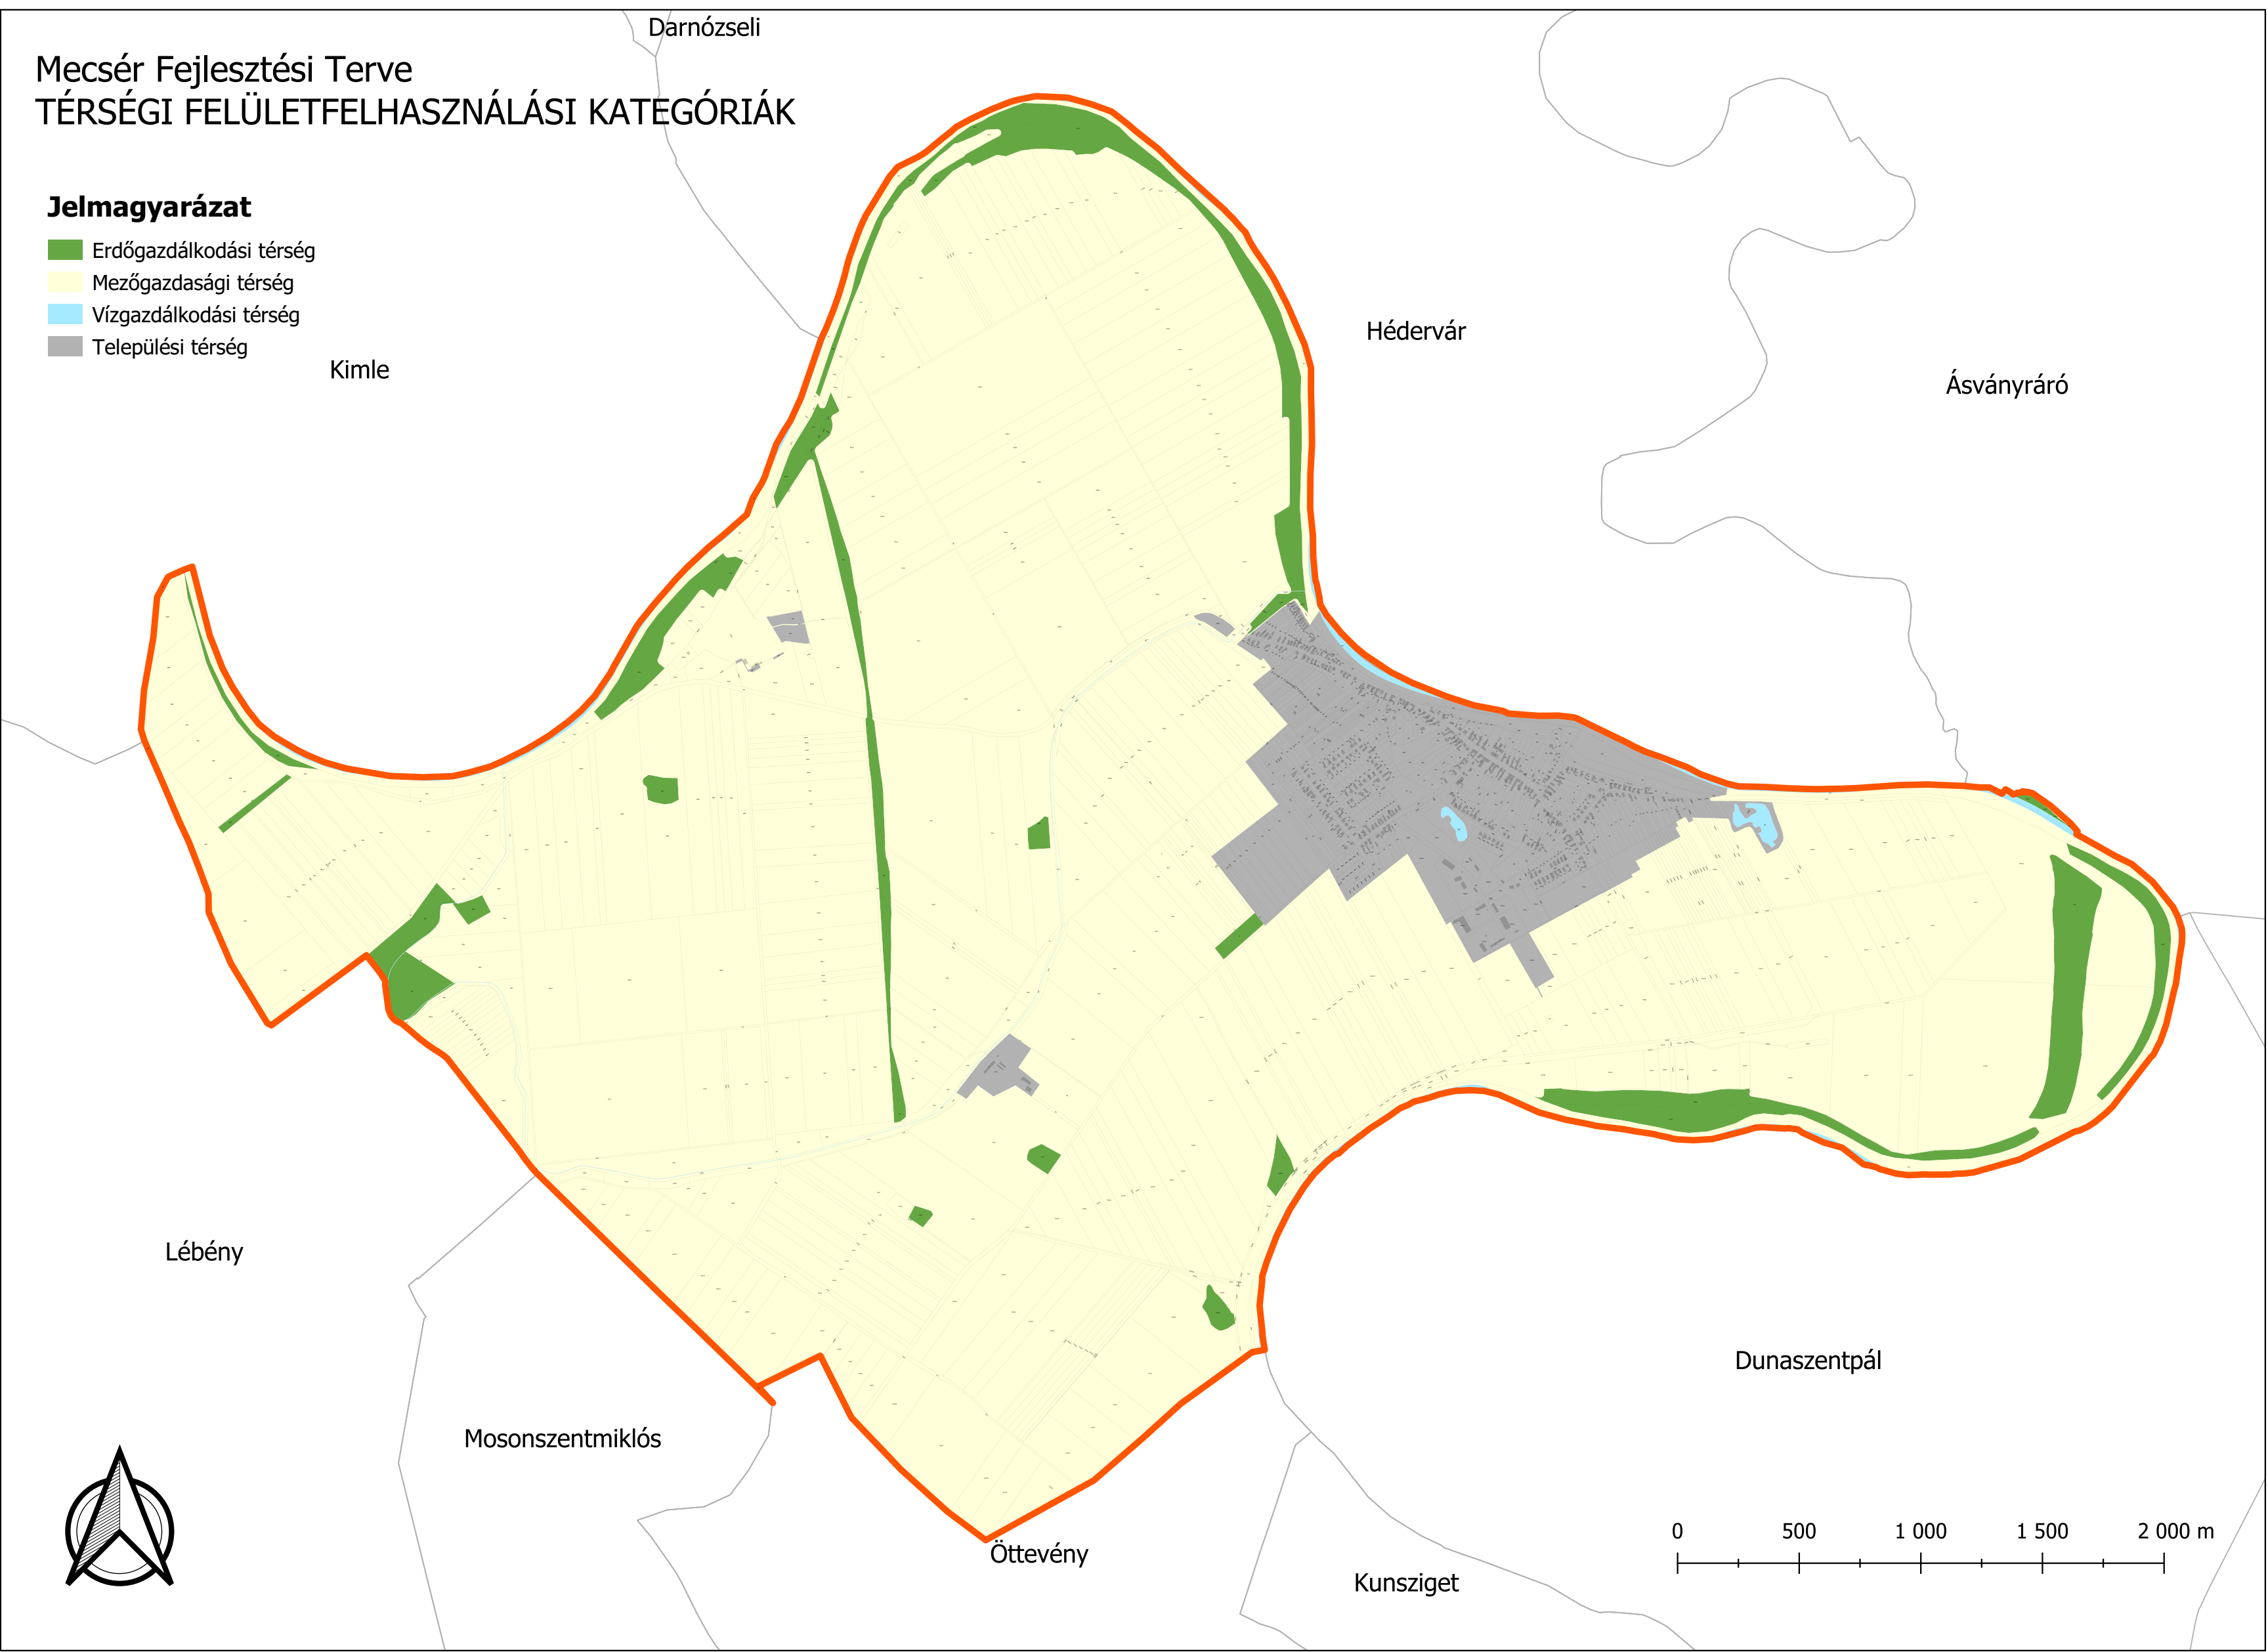 Darnózseli
Mecsér Fejlesztési Terve
TÉRSÉGI FELÜLETFELHASZNÁLÁSI KATEGÓRIÁK
Jelmagyarázat
Erdőgazdálkodási térség
Mezőgazdasági térség
Vízgazdálkodási térség
Települési térség
Kimle
Hédervár
Ásványráró
Lébény
Dunaszentpál
Mosonszentmiklós
Öttevény
Kunsziget
0 500 1 000 1 500 2 000 m